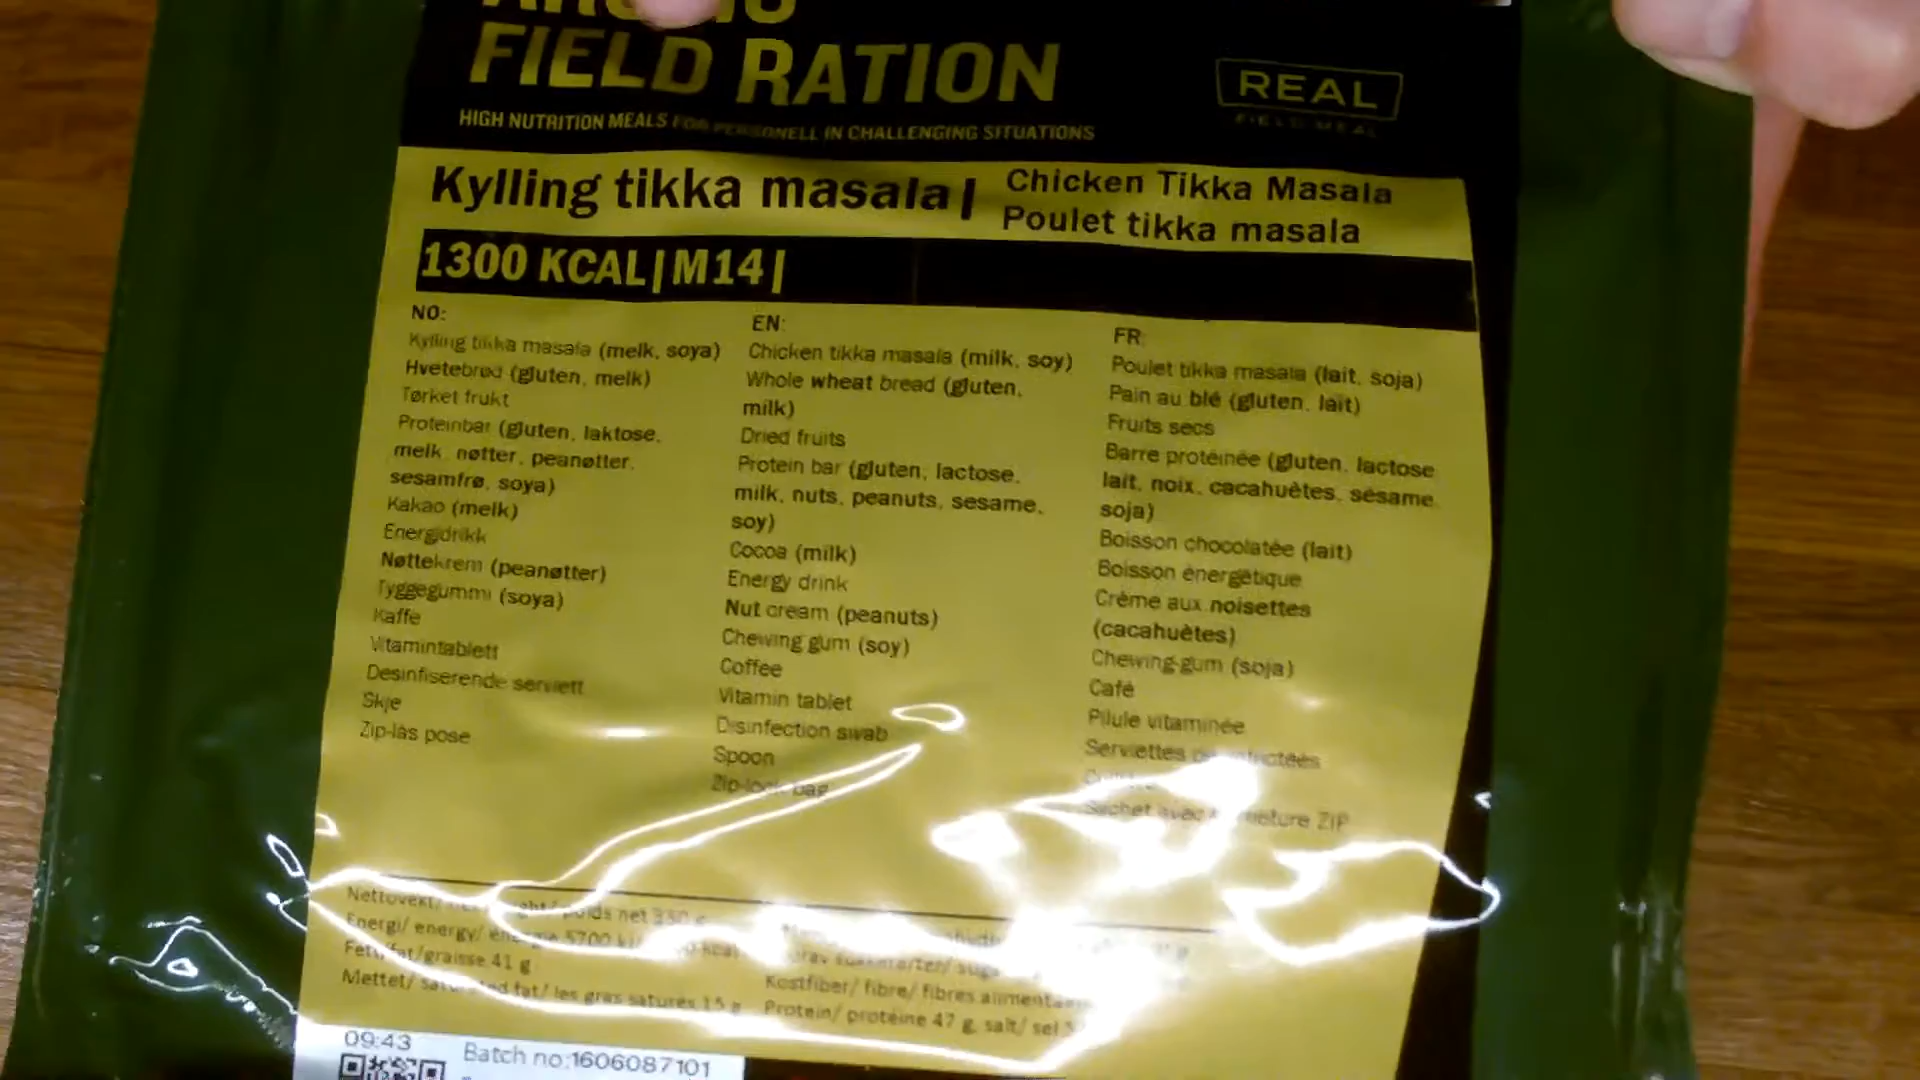 FIELD RATION
HIGH NUTRITION MEALS FOR PERSONELL IN CHALLENGING SITUATIONS
REAL
FIELD MEAL
Kylling tikka masala|
Chicken Tikka Masala
Poulet tikka masala
1300 KCAL|M14|
NO:
Kylling tikka masala (melk, soya)
Hvetebrød (gluten, melk)
Tørket frukt
Proteinbar (gluten, laktose,
melk, nøtter, peanøtter,
sesamfrø, soya)
Kakao (melk)
Energidrikk
Nøttekrem (peanøtter)
Tyggegummi (soya)
Kaffe
Vitamintablett
Desinfiserende serviett
Skje
Zip-lås pose
EN:
Chicken tikka masala (milk, soy)
Whole wheat bread (gluten,
milk)
Dried fruits
Protein bar (gluten, lactose,
milk, nuts, peanuts, sesame,
soy)
Cocoa (milk)
Energy drink
Nut cream (peanuts)
Chewing gum (soy)
Coffee
Vitamin tablet
Disinfection swab
Spoon
Zip-lock bag
FR:
Poulet tikka masala (lait, soja)
Pain au blé (gluten, lait)
Fruits secs
Barre protéinée (gluten, lactose
lait, noix, cacahuètes, sésame,
soja)
Boisson chocolatée (lait)
Boisson énergétique
Crème aux noisettes
(cacahuètes)
Chewing-gum (soja)
Café
Pilule vitaminée
Serviettes
Sachet avec ZIP
Nettovekt/ poids net 330 g
Energi/ energy/ énergie 5700 kJ/
Fett/fat/graisse 41 g
Mettet/ saturated fat/ les gras saturés 15 g
Kostfiber/ fibre/ fibres
Protein/ protéine 47 g, salt/ sel
09:43
Batch no:1606087101